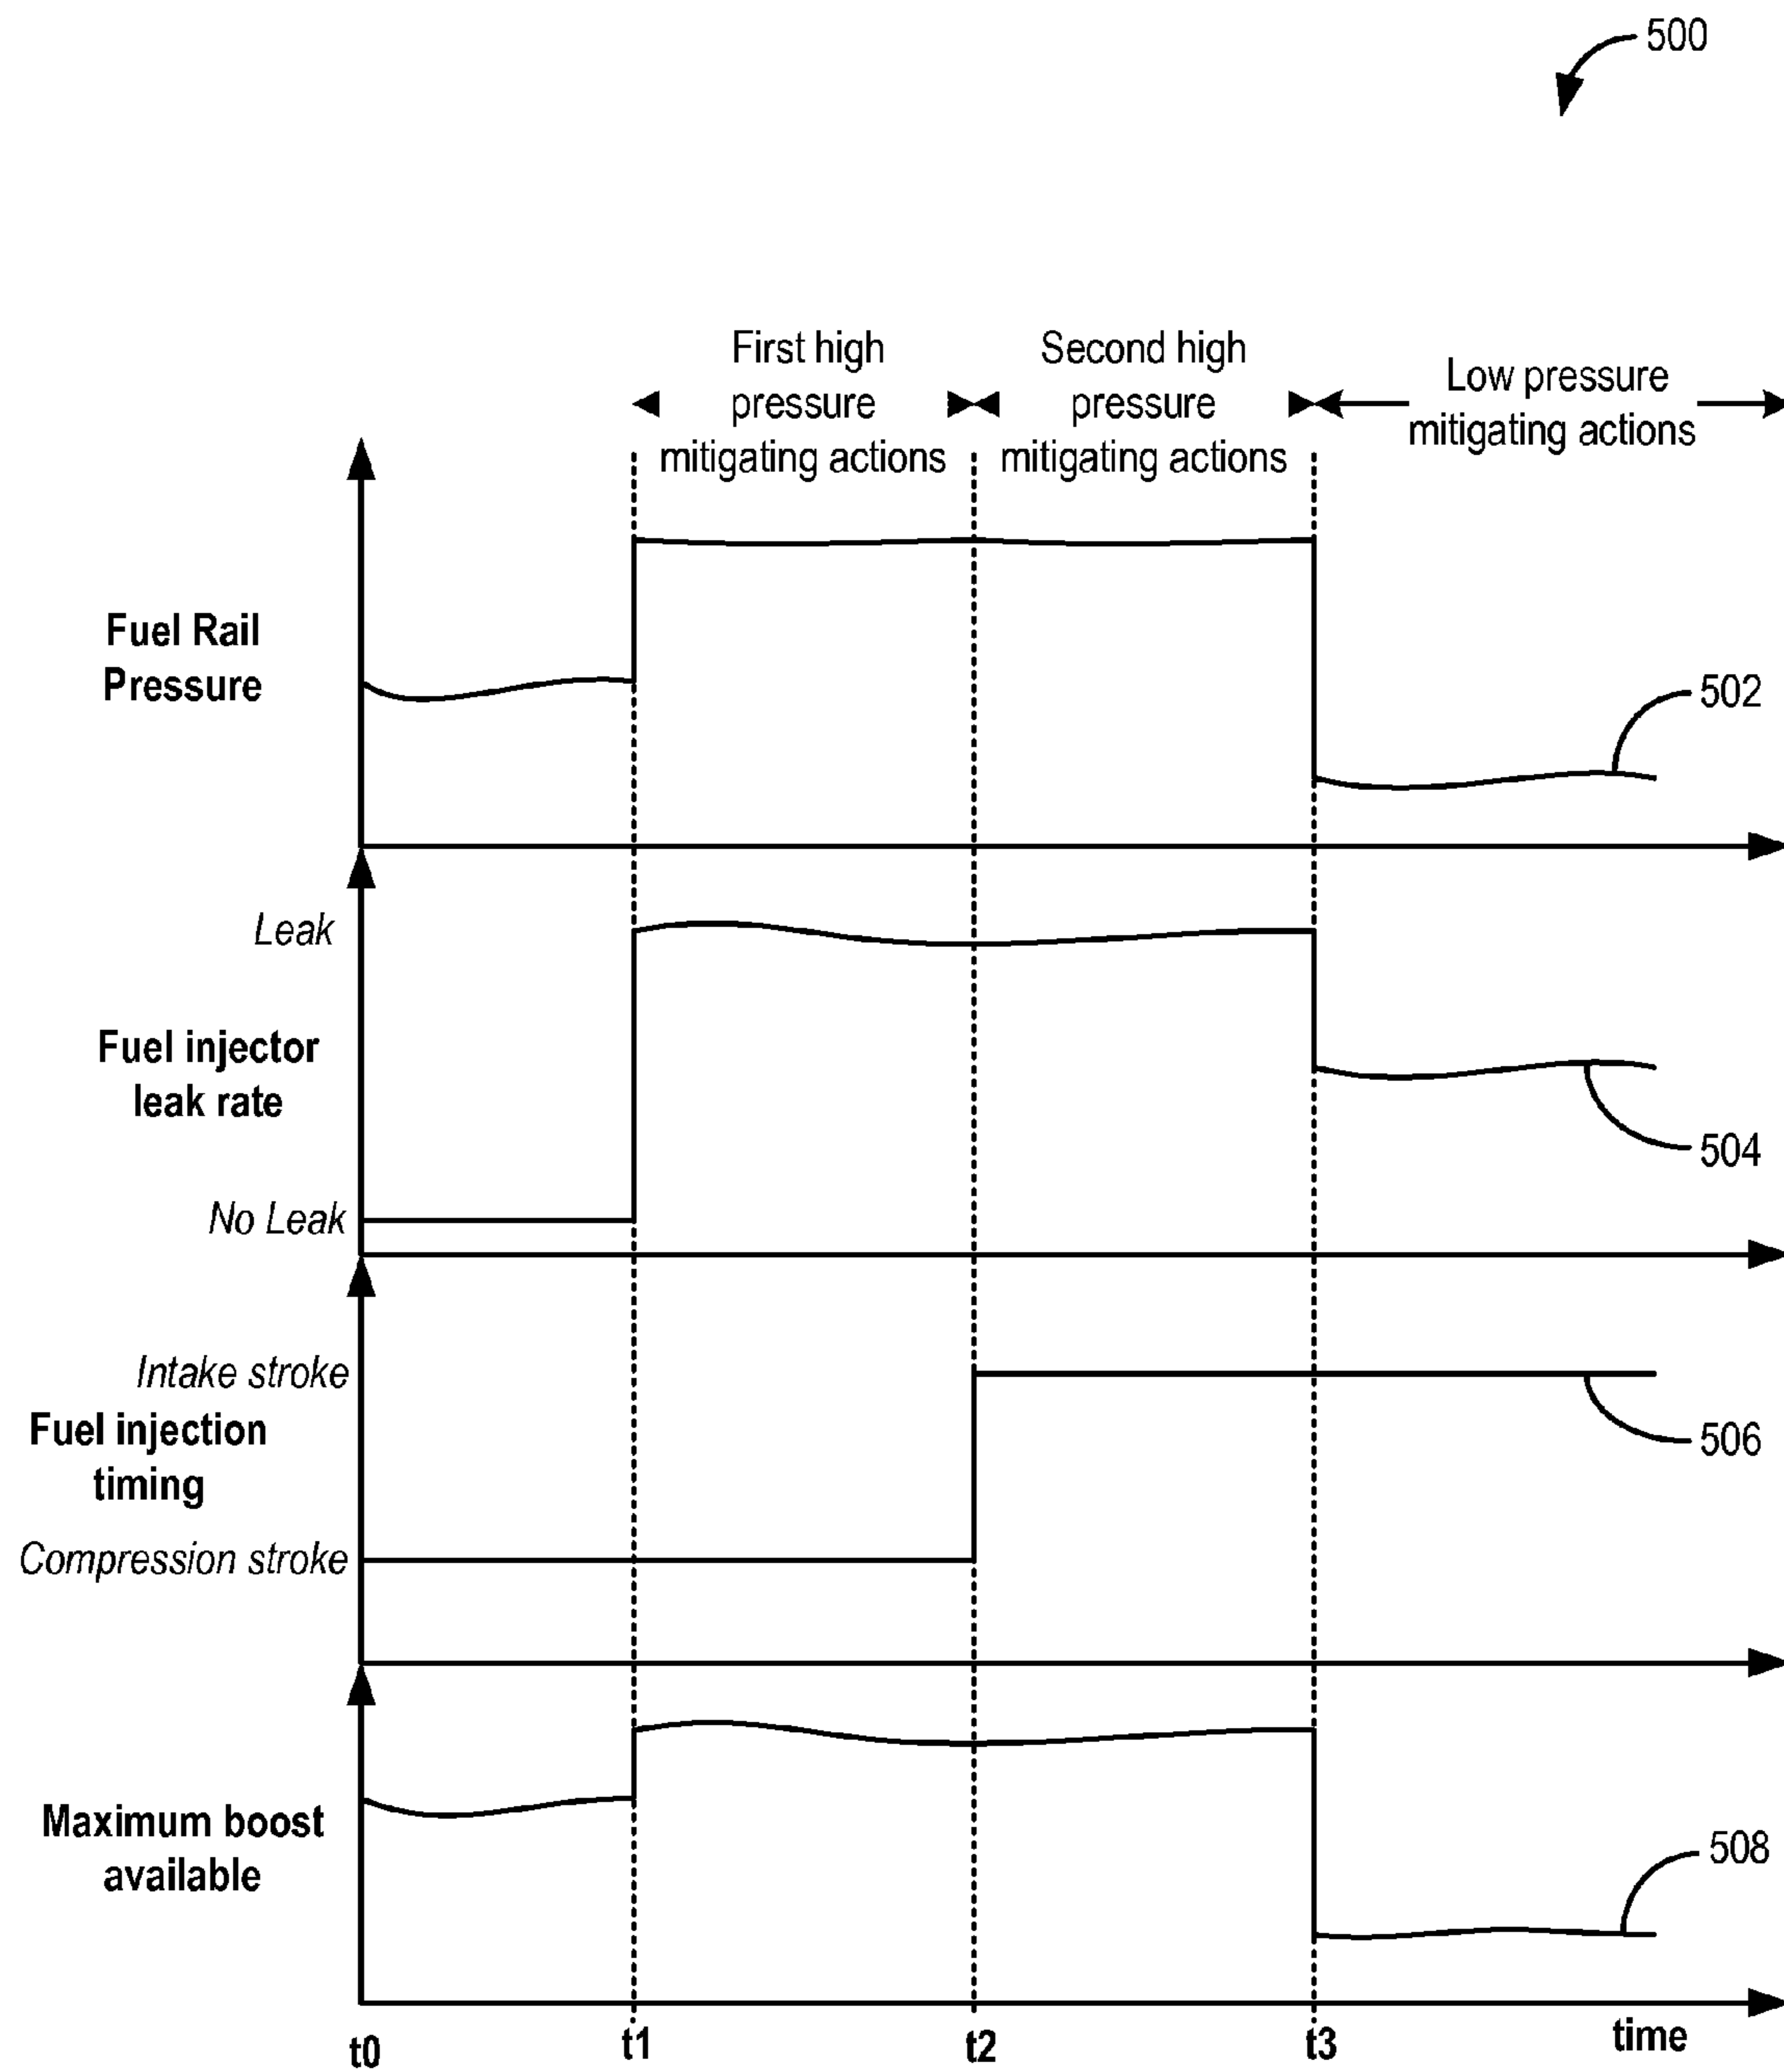 500
First high
pressure
mitigating actions
Second high
pressure
mitigating actions
Low pressure
mitigating actions
Fuel Rail
Pressure
502
Leak
Fuel injector
leak rate
504
No Leak
Intake stroke
Fuel injection
timing
506
Compression stroke
Maximum boost
available
508
t0
t1
t2
t3
time